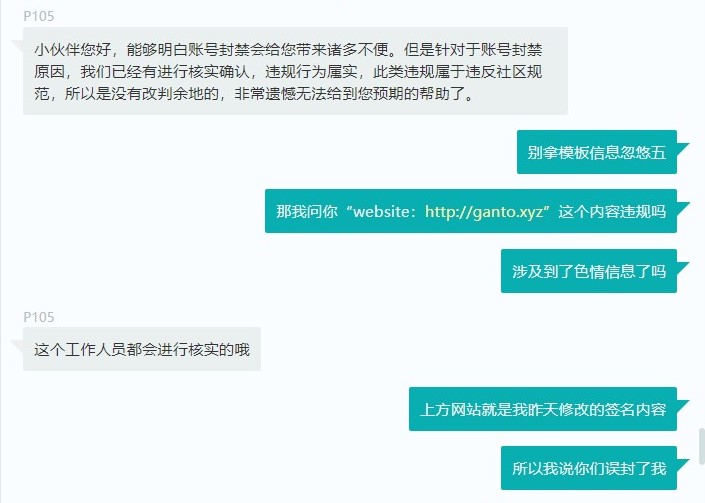 P105
小伙伴您好，能够明白账号封禁会给您带来诸多不便。但是针对于账号封禁
原因，我们已经有进行核实确认，违规行为属实，此类违规属于违反社区规
范，所以是没有改判余地的，非常遗憾无法给到您预期的帮助了。
别拿模板信息忽悠五
那我问你“website：http://ganto.xyz”这个内容违规吗
涉及到了色情信息了吗
P105
这个工作人员都会进行核实的哦
上方网站就是我昨天修改的签名内容
所以我说你们误封了我